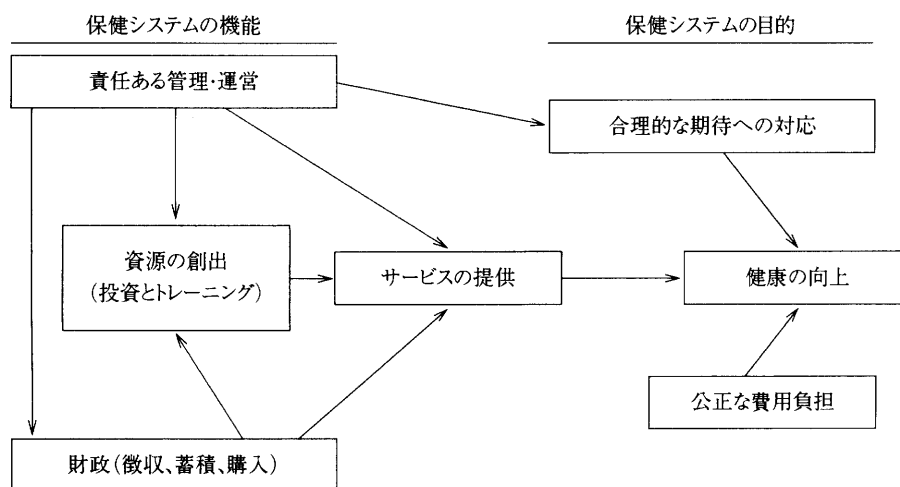 保健システムの機能
保健システムの目的
責任ある管理・運営
合理的な期待への対応
資源の創出
(投資とトレーニング)
サービスの提供
健康の向上
公正な費用負担
財政(徴収、蓄積、購入)